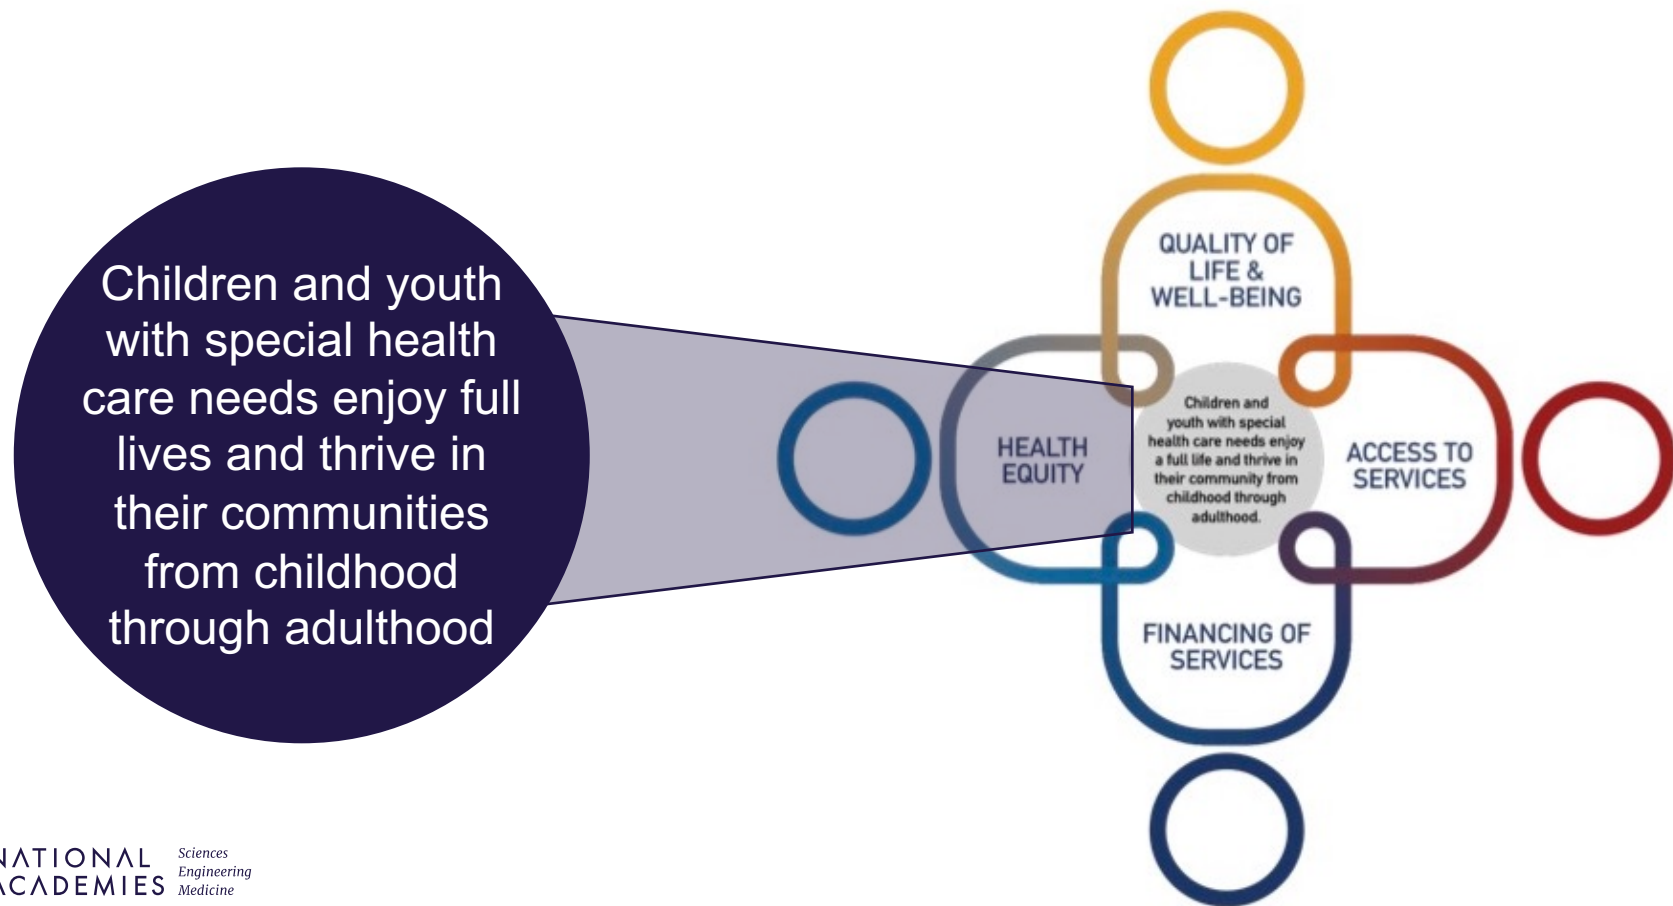 Children and youth
with special health
care needs enjoy full
lives and thrive in
their communities
from childhood
through adulthood
QUALITY OF
LIFE &
WELL-BEING
HEALTH
EQUITY
Children and
youth with special
health care needs enjoy
a full life and thrive in
their community from
childhood through
adulthood.
ACCESS TO
SERVICES
FINANCING OF
SERVICES
NATIONAL
ACADEMIES
Sciences
Engineering
Medicine